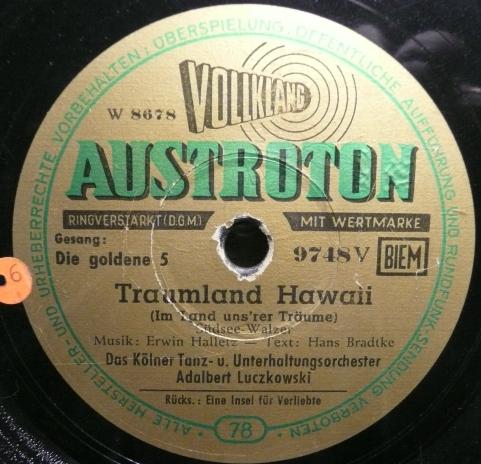 ALLE HERSTELLER- UND URHEBERRECHTE VORBEHALTEN; ÜBERSPIELUNG, ÖFFENTLICHE AUFFÜHRUNG UND RUNDFUNK-SENDUNG VERBOTEN
W 8678
VOLLKLANG
AUSTROTON
RINGVERSTÄRKT (D.G.M.)
MIT WERTMARKE
Gesang:
Die goldene 5
9748 V
BIEM
6
Traumland Hawaii
(Im Land uns'rer Träume)
Südsee-Walzer
Musik: Erwin Halletz – Text: Hans Bradtke
Das Kölner Tanz- u. Unterhaltungsorchester
Adalbert Luczkowski
Rücks.: Eine Insel für Verliebte
78